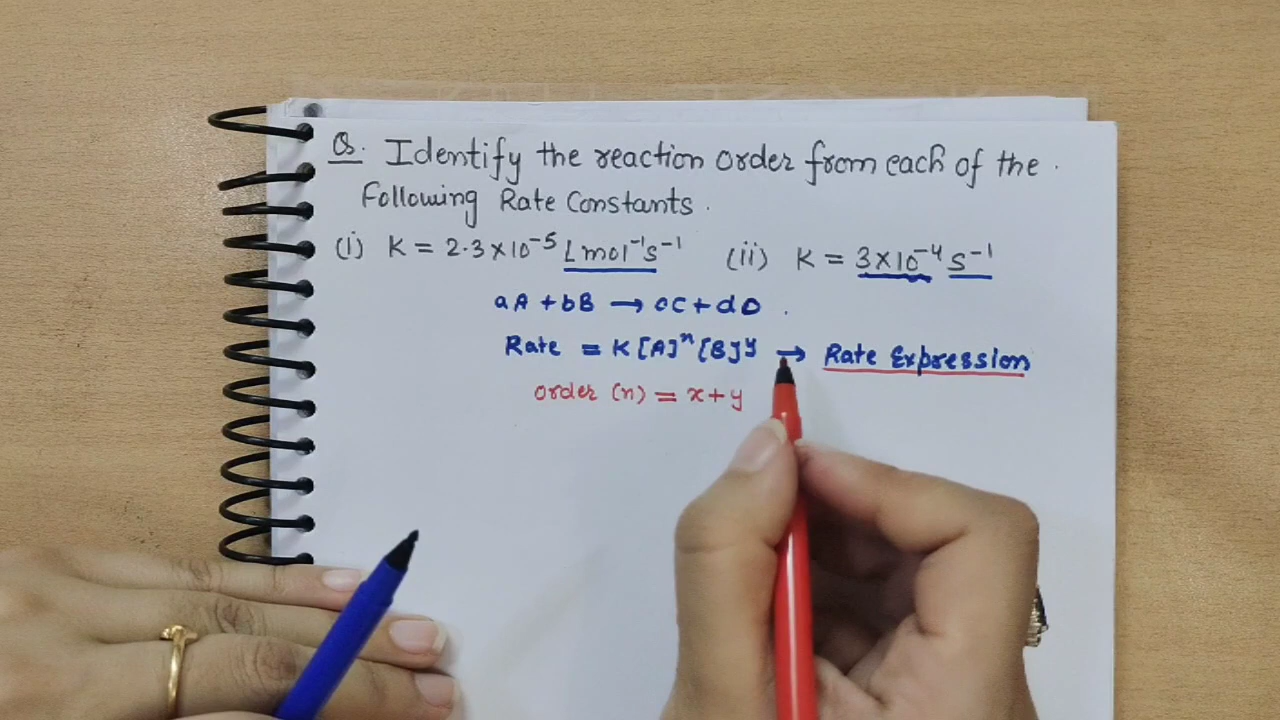 Q. Identify the reaction order from each of the
Following Rate Constants.
(i) K = 2.3×10⁻⁵ L mol⁻¹ s⁻¹ (ii) K = 3×10⁻⁴ s⁻¹
aA + bB → cC + dD.
Rate = K[A]ⁿ[B]ʸ → Rate Expression
order (n) = x + y